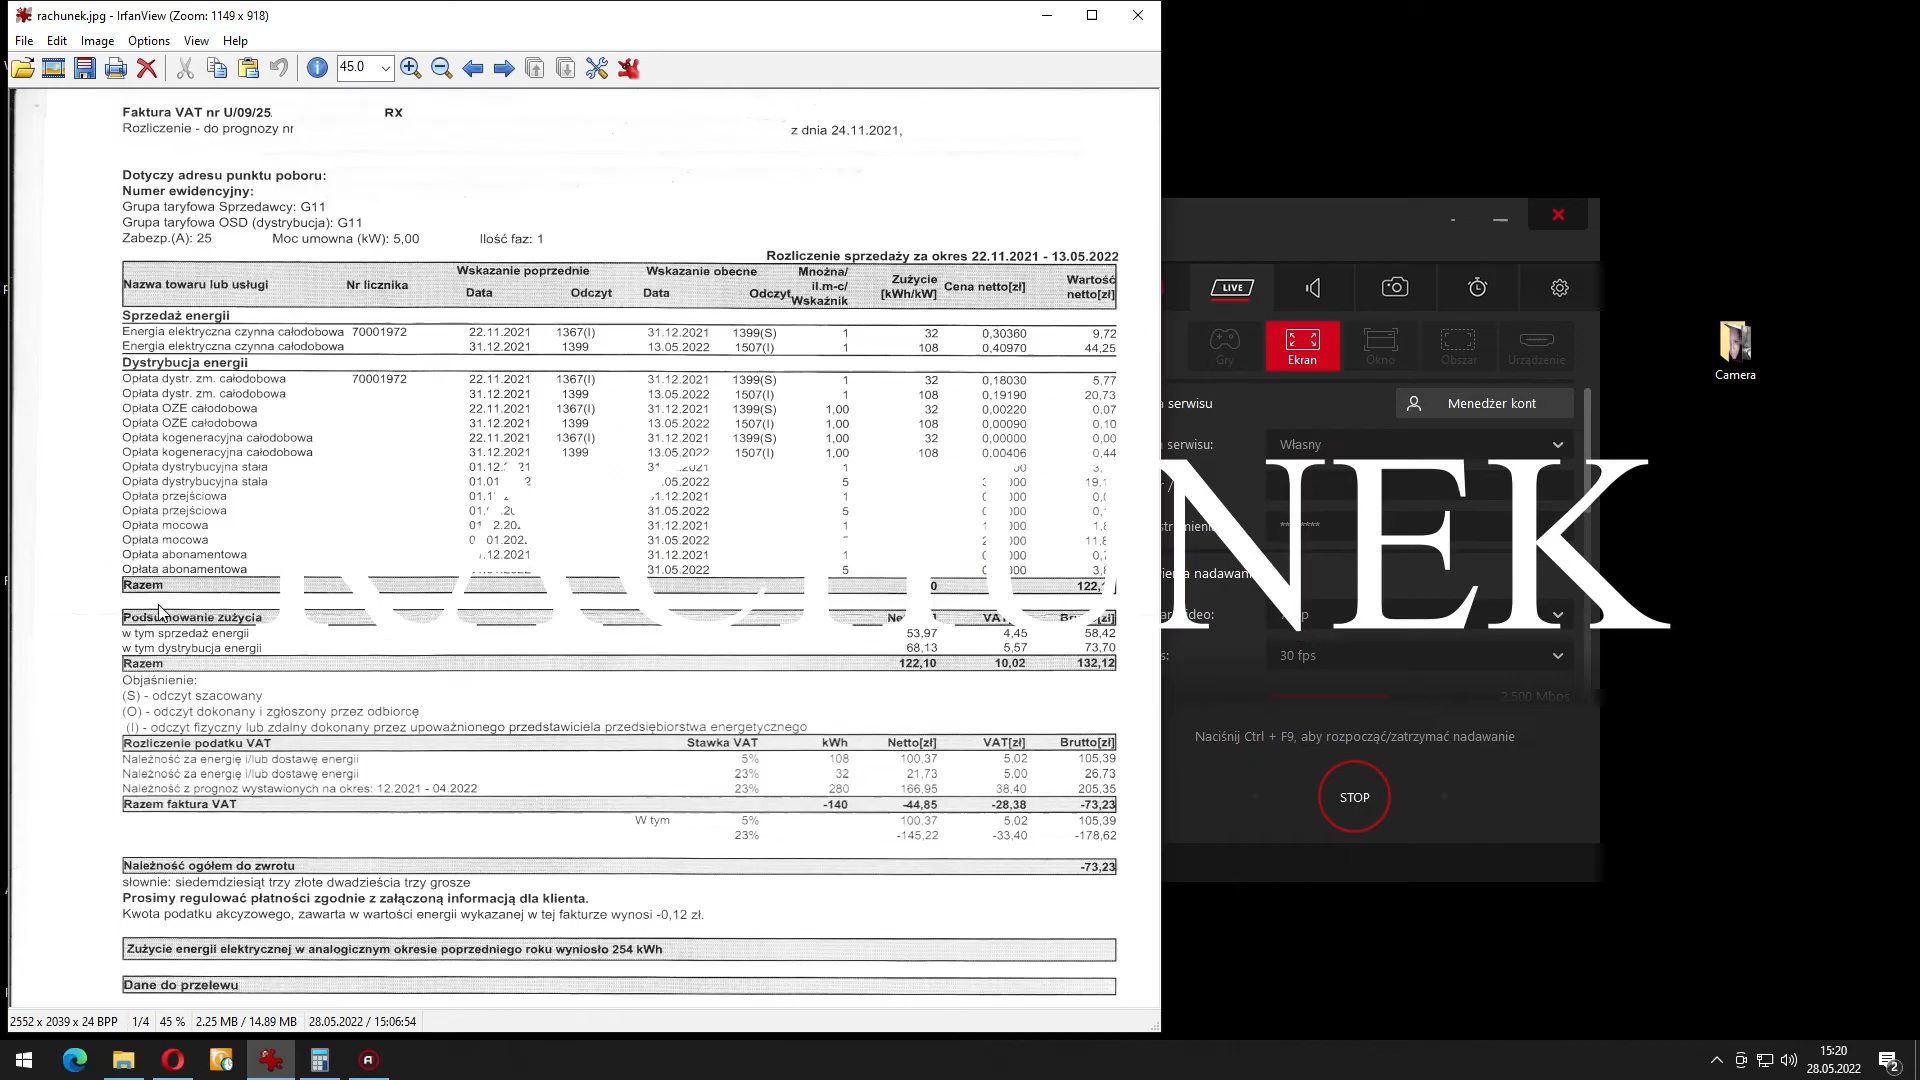 rachunek.jpg - IrfanView (Zoom: 1149 x 918)
File Edit Image Options View Help
45.0
Faktura VAT nr U/09/25 RX
Rozliczenie - do prognozy nr
z dnia 24.11.2021,
Dotyczy adresu punktu poboru:
Numer ewidencyjny:
Grupa taryfowa Sprzedawcy: G11
Grupa taryfowa OSD (dystrybucja): G11
Zabezp.(A): 25 Moc umowna (kW): 5,00 Ilość faz: 1
Rozliczenie sprzedaży za okres 22.11.2021 - 13.05.2022
Nazwa towaru lub usługi Nr licznika Wskazanie poprzednie Data Odczyt Wskazanie obecne Data Odczyt Mnożna/ il.m-c/ Wskaźnik Zużycie [kWh/kW] Cena netto[zł] Wartość netto[zł]
Sprzedaż energii
Energia elektryczna czynna całodobowa 70001972 22.11.2021 1367(I) 31.12.2021 1399(S) 1 32 0,30360 9,72
Energia elektryczna czynna całodobowa 31.12.2021 1399 13.05.2022 1507(I) 1 108 0,40970 44,25
Dystrybucja energii
Opłata dystr. zm. całodobowa 70001972 22.11.2021 1367(I) 31.12.2021 1399(S) 1 32 0,18030 5,77
Opłata dystr. zm. całodobowa 31.12.2021 1399 13.05.2022 1507(I) 1 108 0,19190 20,73
Opłata OZE całodobowa 22.11.2021 1367(I) 31.12.2021 1399(S) 1,00 32 0,00220 0,07
Opłata OZE całodobowa 31.12.2021 1399 13.05.2022 1507(I) 1,00 108 0,00090 0,10
Opłata kogeneracyjna całodobowa 22.11.2021 1367(I) 31.12.2021 1399(S) 1,00 32 0,00000 0,00
Opłata kogeneracyjna całodobowa 31.12.2021 1399 13.05.2022 1507(I) 1,00 108 0,00406 0,44
Opłata dystrybucyjna stała 1
Opłata dystrybucyjna stała 5
Opłata przejściowa 1
Opłata przejściowa 31.05.2022 5
Opłata mocowa 31.12.2021 1
Opłata mocowa 31.05.2022
Opłata abonamentowa 31.12.2021 1
Opłata abonamentowa 31.05.2022 5
Razem
Podsumowanie zużycia
w tym sprzedaż energii 53,97 4,45 58,42
w tym dystrybucja energii 68,13 5,57 73,70
Razem 122,10 10,02 132,12
Objaśnienie:
(S) - odczyt szacowany
(O) - odczyt dokonany i zgłoszony przez odbiorcę
(I) - odczyt fizyczny lub zdalny dokonany przez upoważnionego przedstawiciela przedsiębiorstwa energetycznego
Rozliczenie podatku VAT Stawka VAT kWh Netto[zł] VAT[zł] Brutto[zł]
Należność za energię i/lub dostawę energii 5% 108 100,37 5,02 105,39
Należność za energię i/lub dostawę energii 23% 32 21,73 5,00 26,73
Należność z prognoz wystawionych na okres: 12.2021 - 04.2022 23% 280 166,95 38,40 205,35
Razem faktura VAT -140 -44,85 -28,38 -73,23
W tym 5% 100,37 5,02 105,39
23% -145,22 -33,40 -178,62
Należność ogółem do zwrotu -73,23
słownie: siedemdziesiąt trzy złote dwadzieścia trzy grosze
Prosimy regulować płatności zgodnie z załączoną informacją dla klienta.
Kwota podatku akcyzowego, zawarta w wartości energii wykazanej w tej fakturze wynosi -0,12 zł.
Zużycie energii elektrycznej w analogicznym okresie poprzedniego roku wyniosło 254 kWh
Dane do przelewu
2552 x 2039 x 24 BPP 1/4 45 % 2.25 MB / 14.89 MB 28.05.2022 / 15:06:54
RACHUNEK
LIVE
Gry Ekran Okno Obszar Urządzenie
serwisu Menedżer kont
serwisu: Własny
nadawani
30 fps
2 500 Mbps
Naciśnij Ctrl + F9, aby rozpocząć/zatrzymać nadawanie
STOP
Camera
15:20
28.05.2022
2